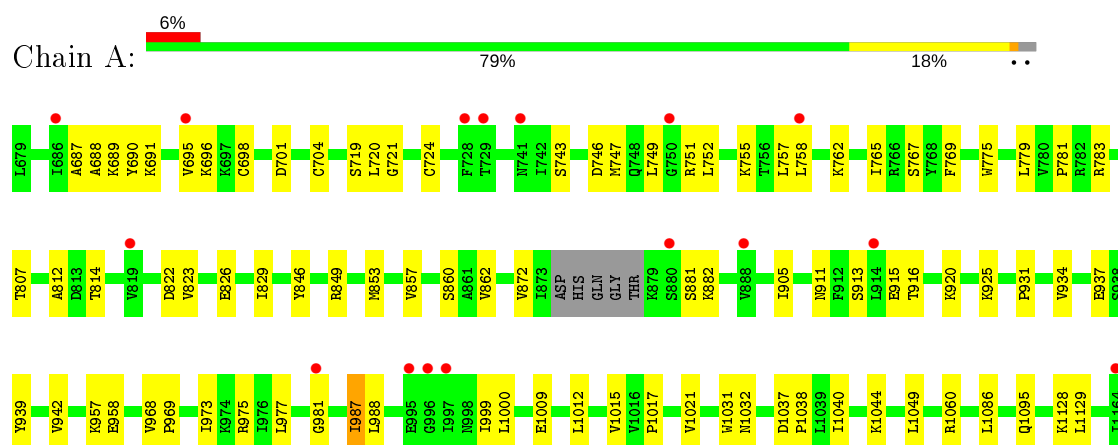 6%
Chain A:
79% 18% • •
L679 I686 A687 A688 K689 Y690 K691 V695 K696 K697 C698 D701 C704 S719 L720 G721 C724 F728 T729 N741 I742 S743 D746 M747 Q748 L749 G750 R751 L752 K755 T756 L757 L758 K762 I765 R766 S767 Y768 F769 W775 L779 V780 P781 R782 R783
T807 A812 D813 T814 V819 D822 V823 E826 I829 Y846 R849 M853 V857 S860 A861 V862 V872 I873 ASP HIS GLN GLY THR K879 S880 S881 K882 V888 I905 N911 F912 S913 L914 E915 T916 K920 K925 P931 V934 E937 S938
Y939 V942 K957 E958 V968 P969 I973 K974 R975 I976 L977 G981 I987 L988 E995 G996 I997 N998 I999 L1000 E1009 L1012 V1015 V1016 P1017 V1021 W1031 N1032 D1037 P1038 L1039 I1040 K1044 L1049 R1060 L1086 Q1095 K1128 L1129